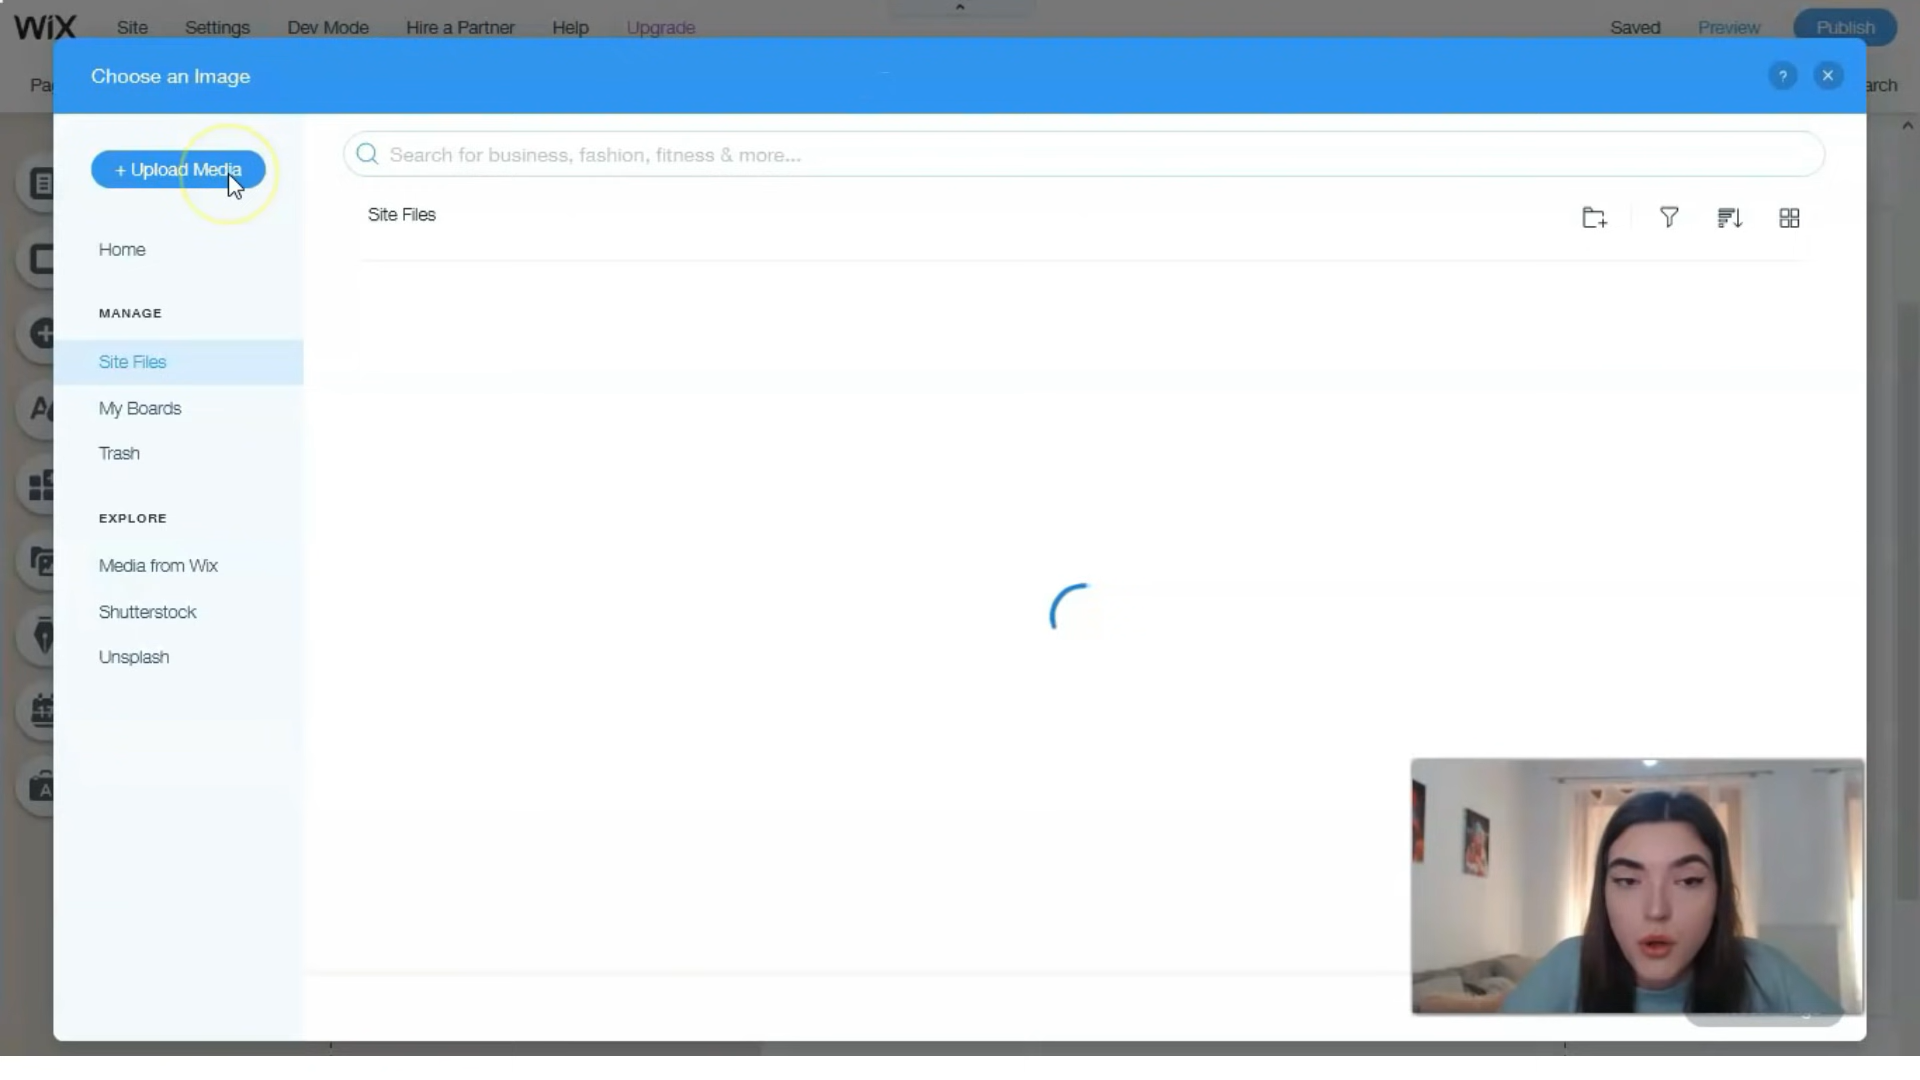 WiX Site Settings Dev Mode Hire a Partner Help Upgrade Saved Preview Publish
Choose an Image ?
+ Upload Media
Search for business, fashion, fitness & more...
Site Files
Home
MANAGE
Site Files
My Boards
Trash
EXPLORE
Media from Wix
Shutterstock
Unsplash